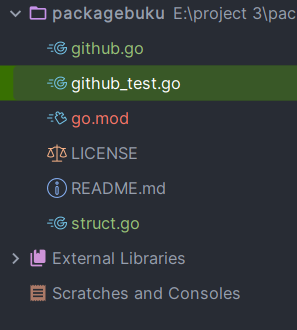 packagebuku E:\project 3\pac
github.go
github_test.go
go.mod
LICENSE
README.md
struct.go
External Libraries
Scratches and Consoles